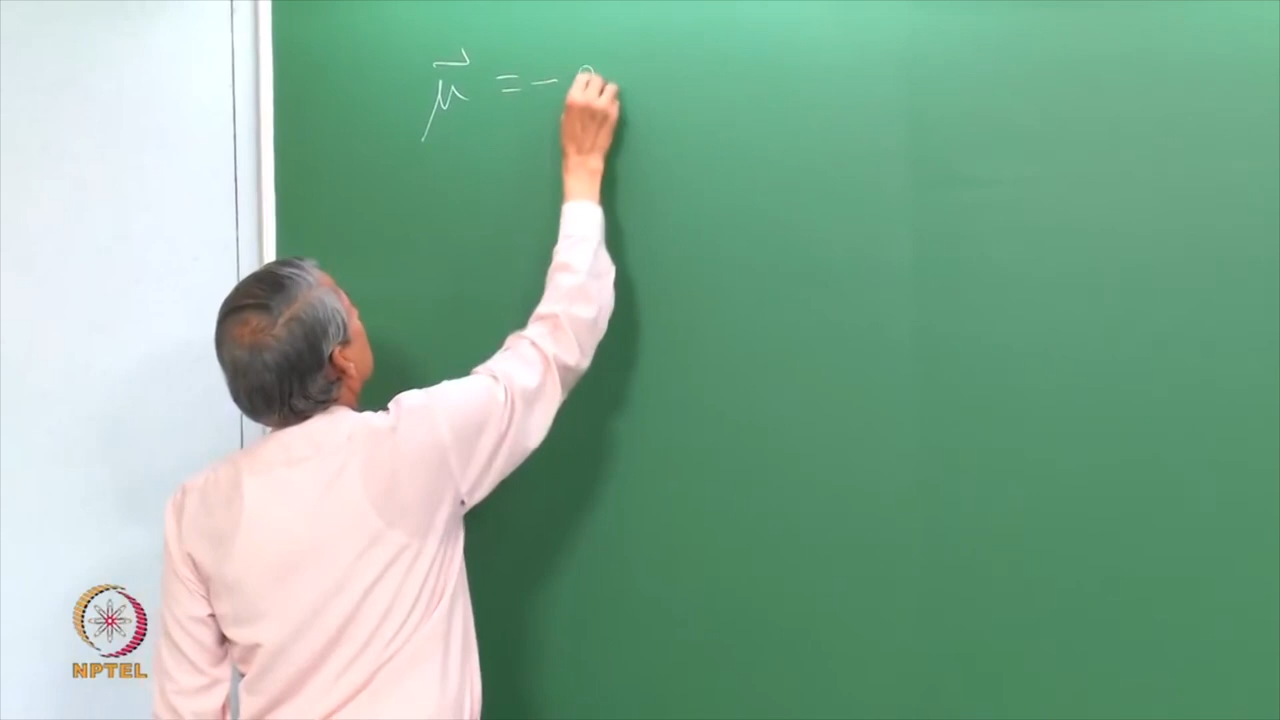 μ⃗ = -
NPTEL